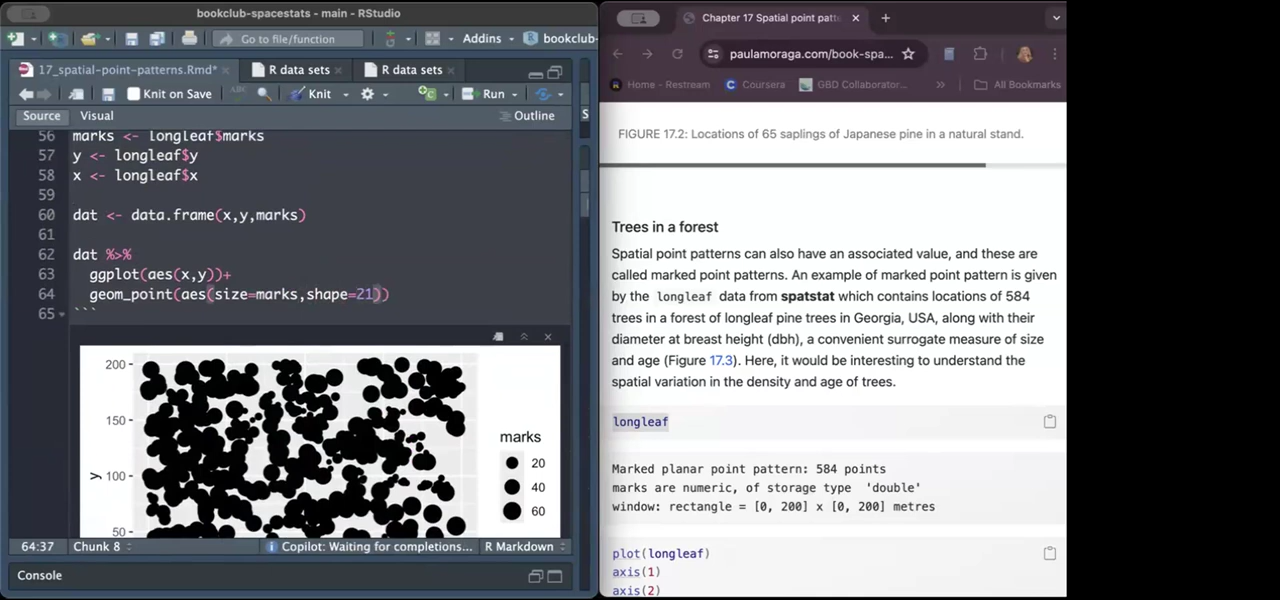 bookclub-spacestats - main - RStudio
Go to file/function
Addins
bookclub-
17_spatial-point-patterns.Rmd*
R data sets
R data sets
Knit on Save
ABC
Knit
Run
Source
Visual
Outline
S
56 marks <- longleaf$marks
57 y <- longleaf$y
58 x <- longleaf$x
59
60 dat <- data.frame(x,y,marks)
61
62 dat %>%
63 ggplot(aes(x,y))+
64 geom_point(aes(size=marks,shape=21))
65 ```
200
150
100
50
y
marks
20
40
60
64:37
Chunk 8
Copilot: Waiting for completions...
R Markdown
Console
Chapter 17 Spatial point patt
paulamoraga.com/book-spa...
Home - Restream
Coursera
GBD Collaborator...
All Bookmarks
FIGURE 17.2: Locations of 65 saplings of Japanese pine in a natural stand.
Trees in a forest
Spatial point patterns can also have an associated value, and these are
called marked point patterns. An example of marked point pattern is given
by the longleaf data from spatstat which contains locations of 584
trees in a forest of longleaf pine trees in Georgia, USA, along with their
diameter at breast height (dbh), a convenient surrogate measure of size
and age (Figure 17.3). Here, it would be interesting to understand the
spatial variation in the density and age of trees.
longleaf
Marked planar point pattern: 584 points
marks are numeric, of storage type 'double'
window: rectangle = [0, 200] x [0, 200] metres
plot(longleaf)
axis(1)
axis(2)